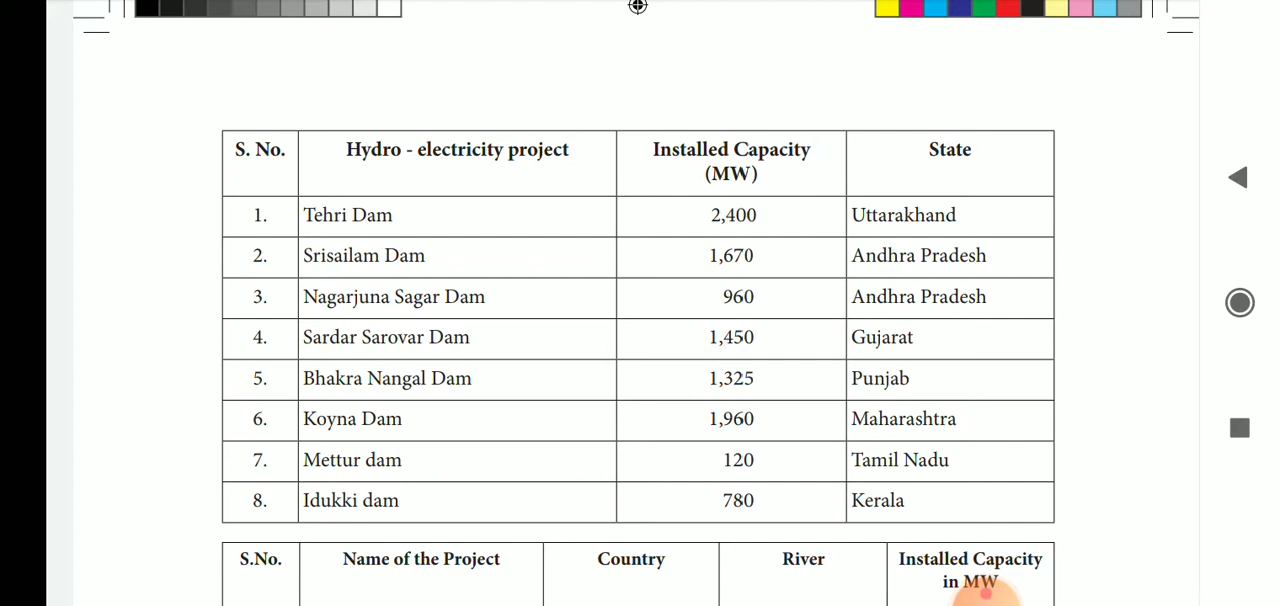 S. No. Hydro - electricity project Installed Capacity (MW) State
1. Tehri Dam 2,400 Uttarakhand
2. Srisailam Dam 1,670 Andhra Pradesh
3. Nagarjuna Sagar Dam 960 Andhra Pradesh
4. Sardar Sarovar Dam 1,450 Gujarat
5. Bhakra Nangal Dam 1,325 Punjab
6. Koyna Dam 1,960 Maharashtra
7. Mettur dam 120 Tamil Nadu
8. Idukki dam 780 Kerala
S.No. Name of the Project Country River Installed Capacity in MW